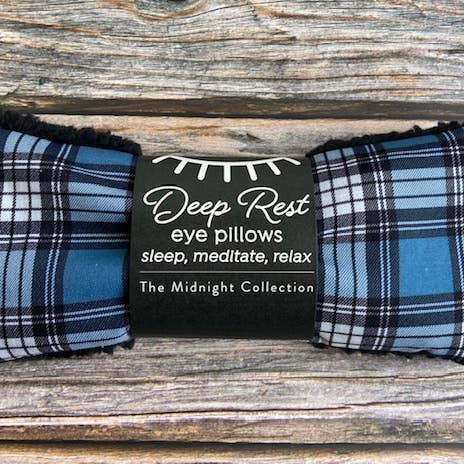 Deep Rest
eye pillows
sleep, meditate, relax
The Midnight Collection